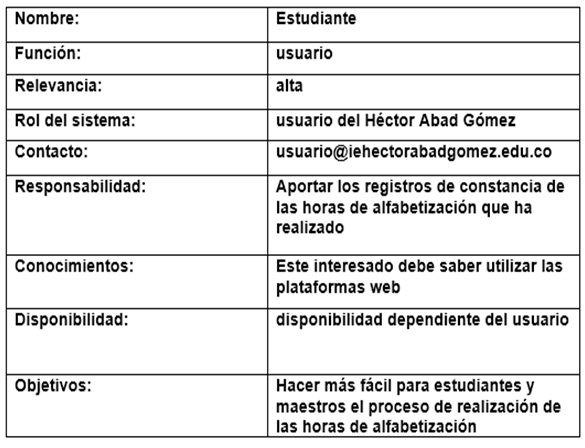 Nombre: Estudiante
Función: usuario
Relevancia: alta
Rol del sistema: usuario del Héctor Abad Gómez
Contacto: usuario@iehectorabadgomez.edu.co
Responsabilidad: Aportar los registros de constancia de
las horas de alfabetización que ha
realizado
Conocimientos: Este interesado debe saber utilizar las
plataformas web
Disponibilidad: disponibilidad dependiente del usuario
Objetivos: Hacer más fácil para estudiantes y
maestros el proceso de realización de
las horas de alfabetización